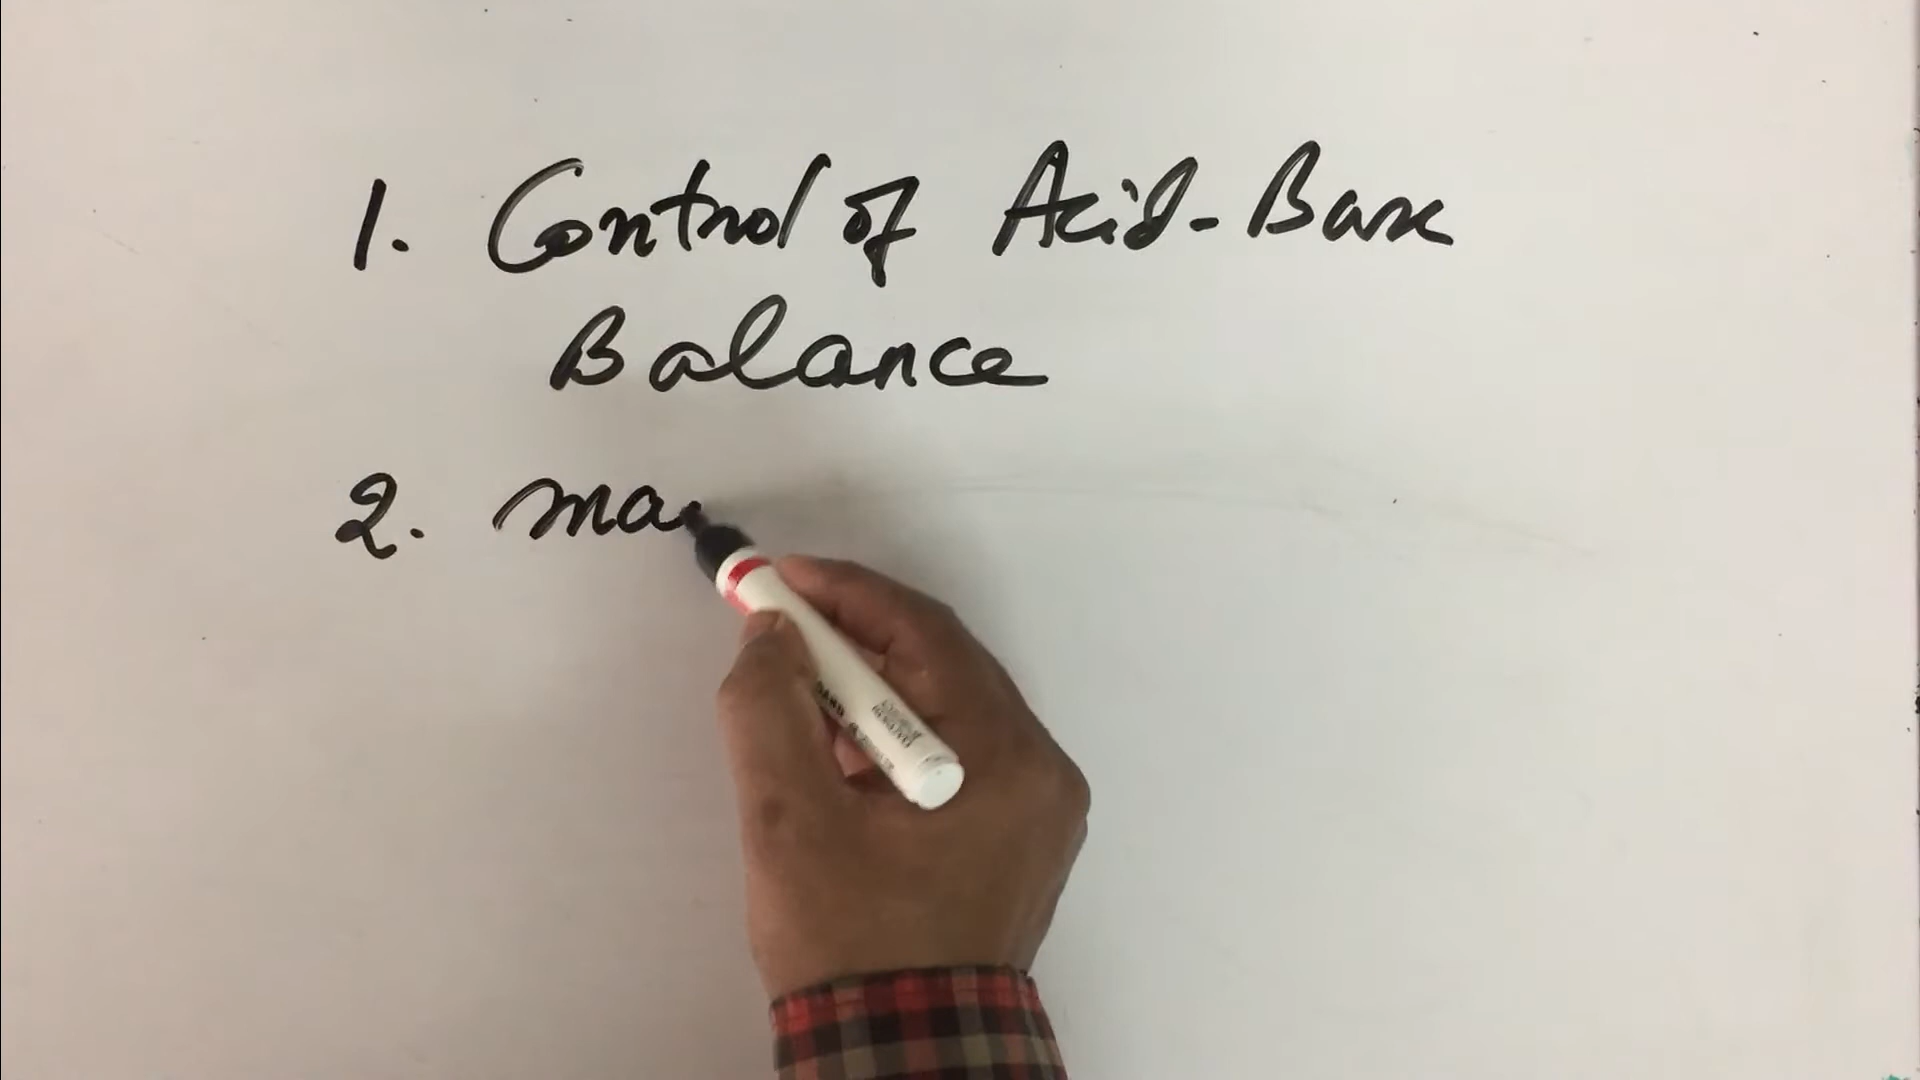 1. Control of Acid-Base
Balance
2. ma